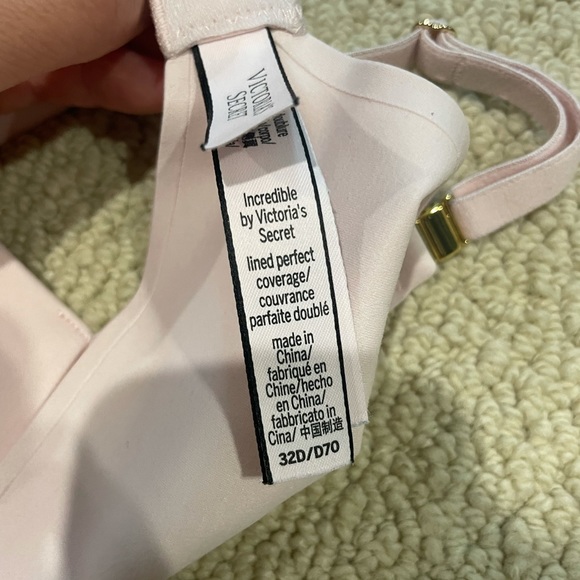 VICTORIA'S
SECRET
Incredible
by Victoria's
Secret
lined perfect
coverage/
couvrance
parfaite doublé
made in
China/
fabriqué en
Chine/hecho
en China/
fabbricato in
Cina/ 中国制造
32D/D70